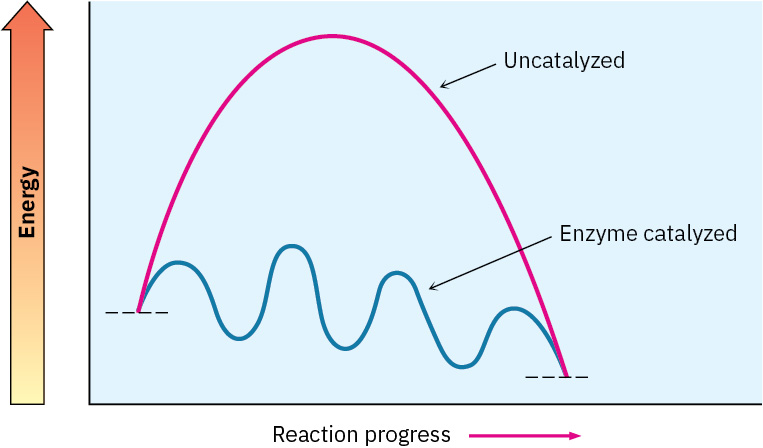 Uncatalyzed
Enzyme catalyzed
Energy
Reaction progress